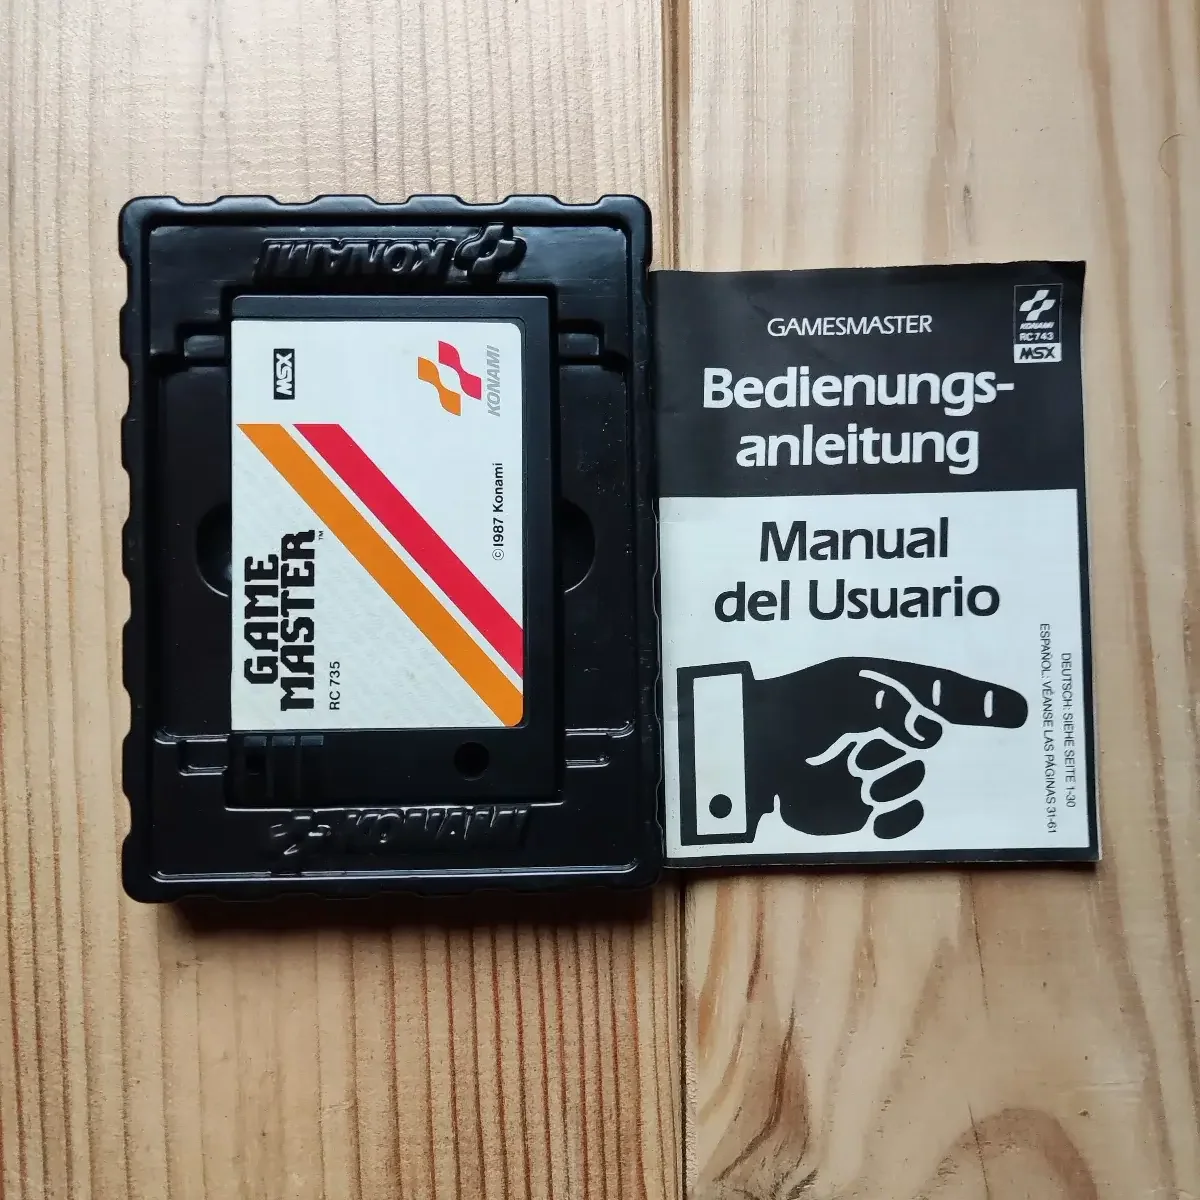 KONAMI
MSX
KONAMI
© 1987 Konami
GAME
MASTER™
RC 735
KONAMI
GAMESMASTER
KONAMI
RC 743
MSX
Bedienungs-
anleitung
Manual
del Usuario
DEUTSCH: SIEHE SEITE 1-30
ESPAÑOL: VÉANSE LAS PÁGINAS 31-61